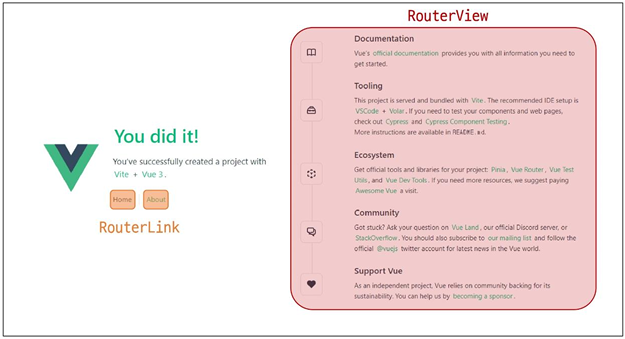 RouterView
You did it!
You've successfully created a project with
Vite + Vue 3.
Home About
RouterLink
Documentation
Vue's official documentation provides you with all information you need to
get started.
Tooling
This project is served and bundled with Vite. The recommended IDE setup is
VSCode + Volar. If you need to test your components and web pages,
check out Cypress and Cypress Component Testing.
More instructions are available in README.md.
Ecosystem
Get official tools and libraries for your project: Pinia, Vue Router, Vue Test
Utils, and Vue Dev Tools. If you need more resources, we suggest paying
Awesome Vue a visit.
Community
Got stuck? Ask your question on Vue Land, our official Discord server, or
StackOverflow. You should also subscribe to our mailing list and follow the
official @vuejs twitter account for latest news in the Vue world.
Support Vue
As an independent project, Vue relies on community backing for its
sustainability. You can help us by becoming a sponsor.